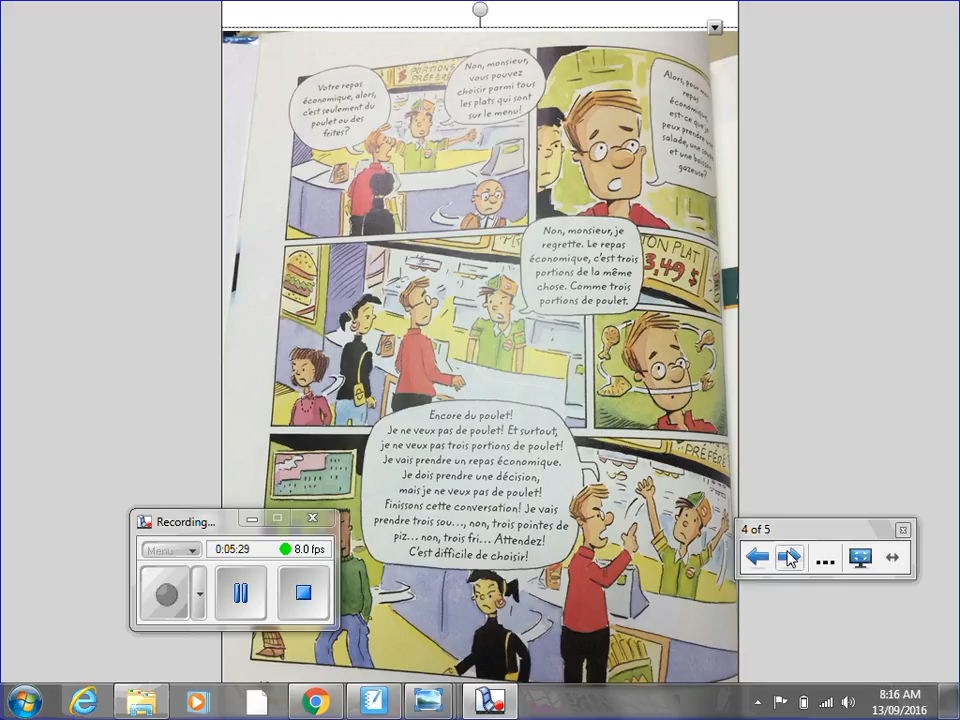 PORTIONS
Votre repas
économique, alors,
c'est seulement du
poulet ou des
frites?
Non, monsieur,
vous pouvez
choisir parmi tous
les plats qui sont
sur le menu!
Alors, pour
repas
économique,
est-ce que je
peux prendre
salade, une
et une boisson
gazeuse?
Non, monsieur, je
regrette. Le repas
économique, c'est trois
portions de la même
chose. Comme trois
portions de poulet.
PLAT
3,49 $
Encore du poulet!
Je ne veux pas de poulet! Et surtout,
je ne veux pas trois portions de poulet!
Je vais prendre un repas économique.
Je dois prendre une décision,
mais je ne veux pas de poulet!
Finissons cette conversation! Je vais
prendre trois sou..., non, trois pointes de
piz... non, trois fri... Attendez!
C'est difficile de choisir!
PRÉFÉRÉ
Recording...
Menu
0:05:29
8.0 fps
4 of 5
8:16 AM
13/09/2016